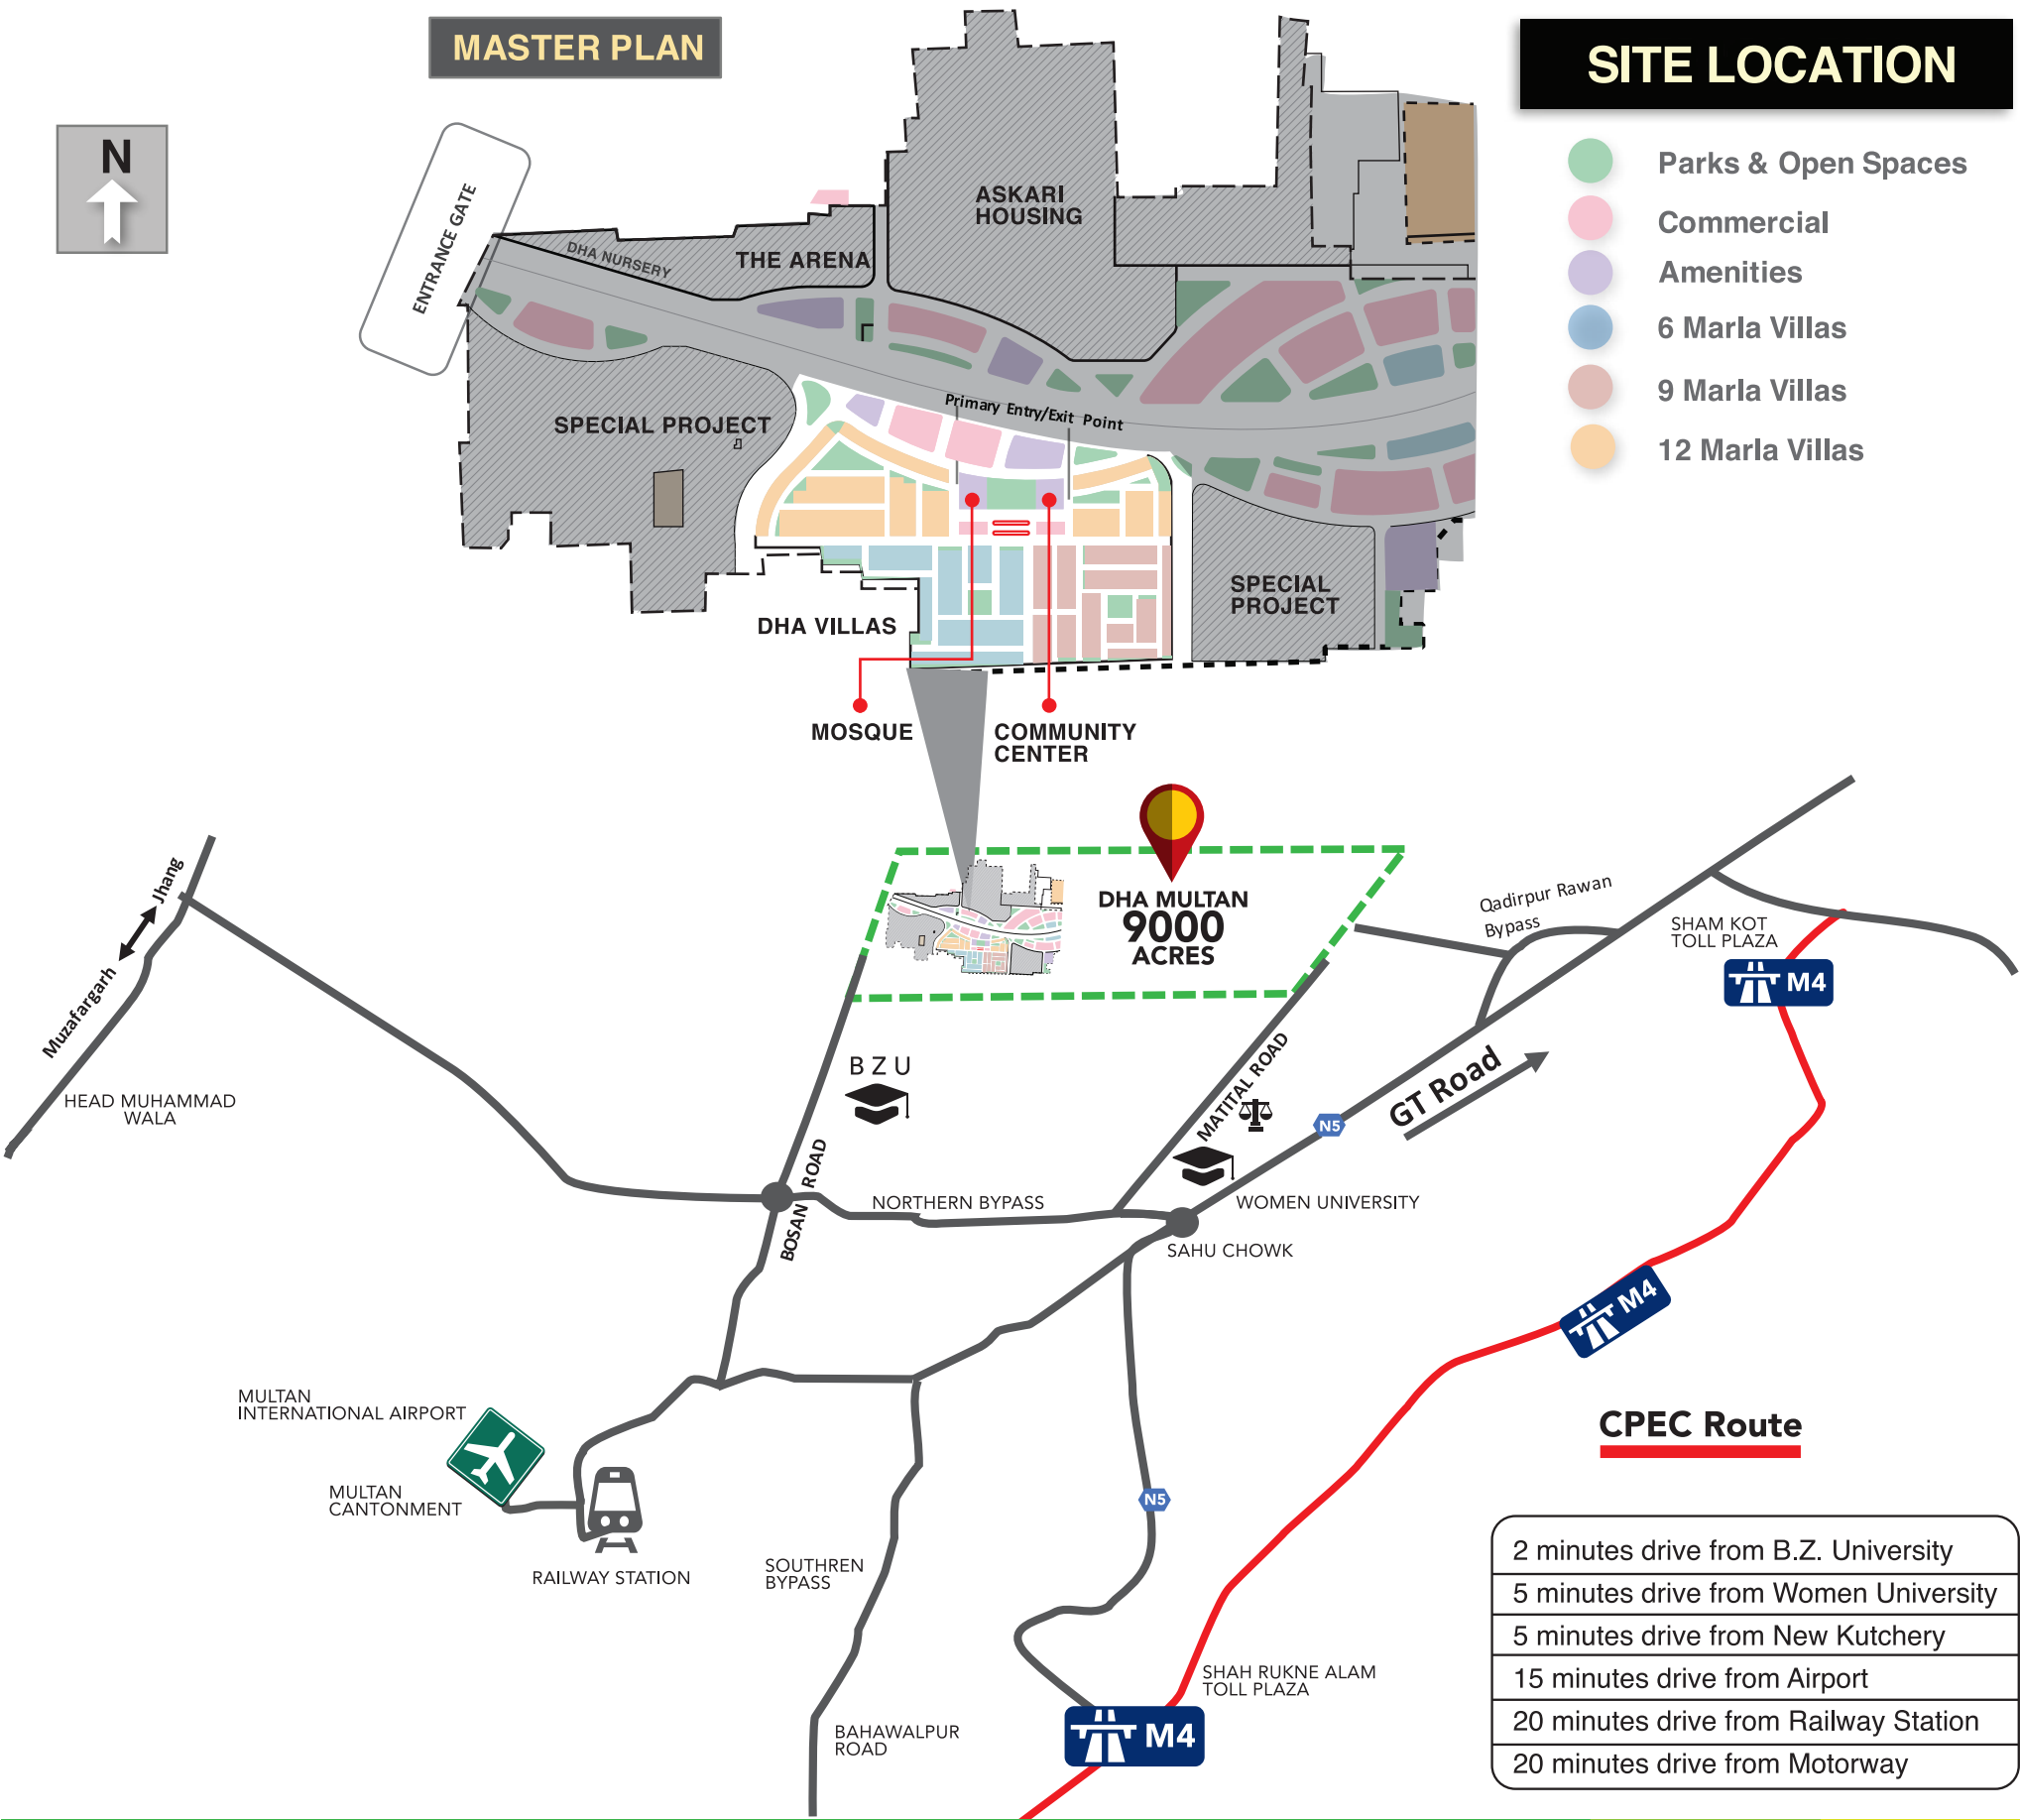 MASTER PLAN
SITE LOCATION
N
ENTRANCE GATE
Parks & Open Spaces
Commercial
Amenities
6 Marla Villas
9 Marla Villas
12 Marla Villas
ASKARI
HOUSING
DHA NURSERY
THE ARENA
SPECIAL PROJECT
Primary Entry/Exit Point
SPECIAL
PROJECT
DHA VILLAS
MOSQUE
COMMUNITY
CENTER
DHA MULTAN
9000
ACRES
Jhang
Muzafargarh
HEAD MUHAMMAD
WALA
Qadirpur Rawan
Bypass
SHAM KOT
TOLL PLAZA
M4
B Z U
MATITAL ROAD
GT Road
N5
BOSAN ROAD
NORTHERN BYPASS
WOMEN UNIVERSITY
SAHU CHOWK
M4
MULTAN
INTERNATIONAL AIRPORT
MULTAN
CANTONMENT
RAILWAY STATION
CPEC Route
N5
SOUTHREN
BYPASS
SHAH RUKNE ALAM
TOLL PLAZA
M4
BAHAWALPUR
ROAD
2 minutes drive from B.Z. University
5 minutes drive from Women University
5 minutes drive from New Kutchery
15 minutes drive from Airport
20 minutes drive from Railway Station
20 minutes drive from Motorway